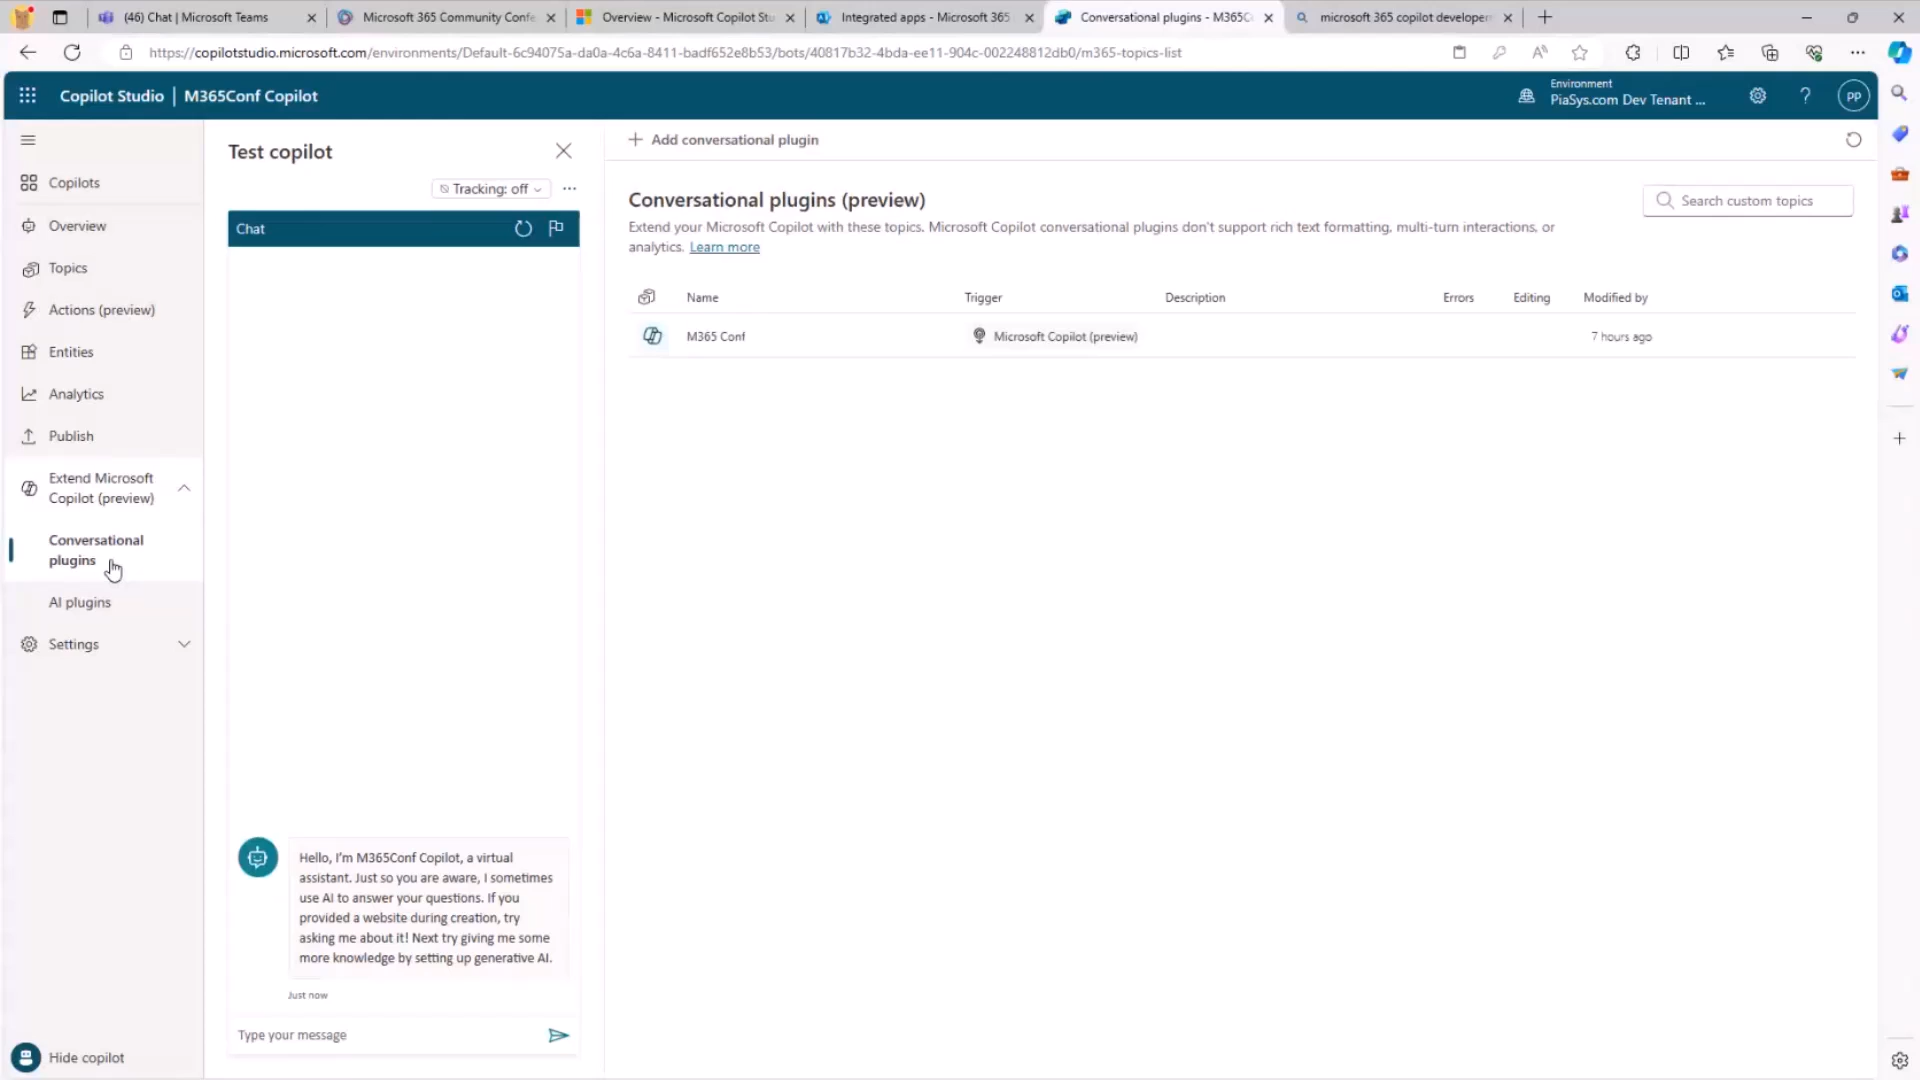 (46) Chat | Microsoft Teams
Microsoft 365 Community Confe
Overview - Microsoft Copilot Stu
Integrated apps - Microsoft 365
Conversational plugins - M365C
microsoft 365 copilot developer
https://copilotstudio.microsoft.com/environments/Default-6c94075a-da0a-4c6a-8411-badf652e8b53/bots/40817b32-4bda-ee11-904c-002248812db0/m365-topics-list
Copilot Studio | M365Conf Copilot
Environment
PiaSys.com Dev Tenant ...
PP
Copilots
Overview
Topics
Actions (preview)
Entities
Analytics
Publish
Extend Microsoft
Copilot (preview)
Conversational
plugins
AI plugins
Settings
Hide copilot
Test copilot
Tracking: off
Chat
Hello, I'm M365Conf Copilot, a virtual
assistant. Just so you are aware, I sometimes
use AI to answer your questions. If you
provided a website during creation, try
asking me about it! Next try giving me some
more knowledge by setting up generative AI.
Just now
Type your message
Add conversational plugin
Conversational plugins (preview)
Search custom topics
Extend your Microsoft Copilot with these topics. Microsoft Copilot conversational plugins don't support rich text formatting, multi-turn interactions, or
analytics. Learn more
Name Trigger Description Errors Editing Modified by
M365 Conf Microsoft Copilot (preview) 7 hours ago